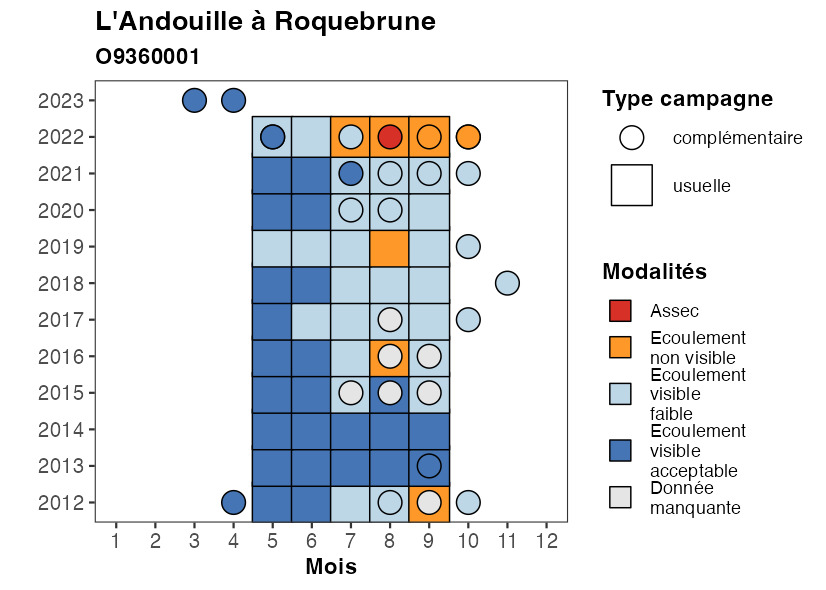 L'Andouille à Roquebrune
O9360001
2023
2022
2021
2020
2019
2018
2017
2016
2015
2014
2013
2012
1 2 3 4 5 6 7 8 9 10 11 12
Mois
Type campagne
complémentaire
usuelle
Modalités
Assec
Ecoulement
non visible
Ecoulement
visible
faible
Ecoulement
visible
acceptable
Donnée
manquante